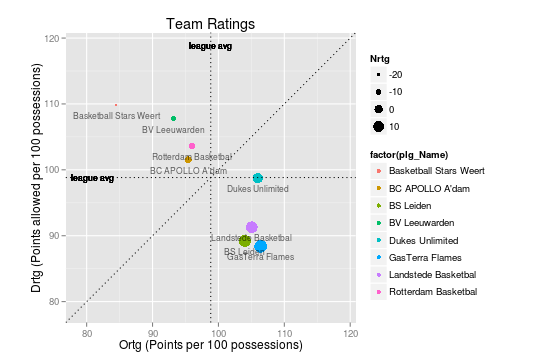 Team Ratings
league avg
120
110
100
90
80
Drtg (Points allowed per 100 possessions)
Basketball Stars Weert
BV Leeuwarden
Rotterdam Basketbal
BC APOLLO A'dam
league avg
Dukes Unlimited
Landstede Basketbal
BS Leiden
GasTerra Flames
80
90
100
110
120
Ortg (Points per 100 possessions)
Nrtg
-20
-10
0
10
factor(plg_Name)
Basketball Stars Weert
BC APOLLO A'dam
BS Leiden
BV Leeuwarden
Dukes Unlimited
GasTerra Flames
Landstede Basketbal
Rotterdam Basketbal